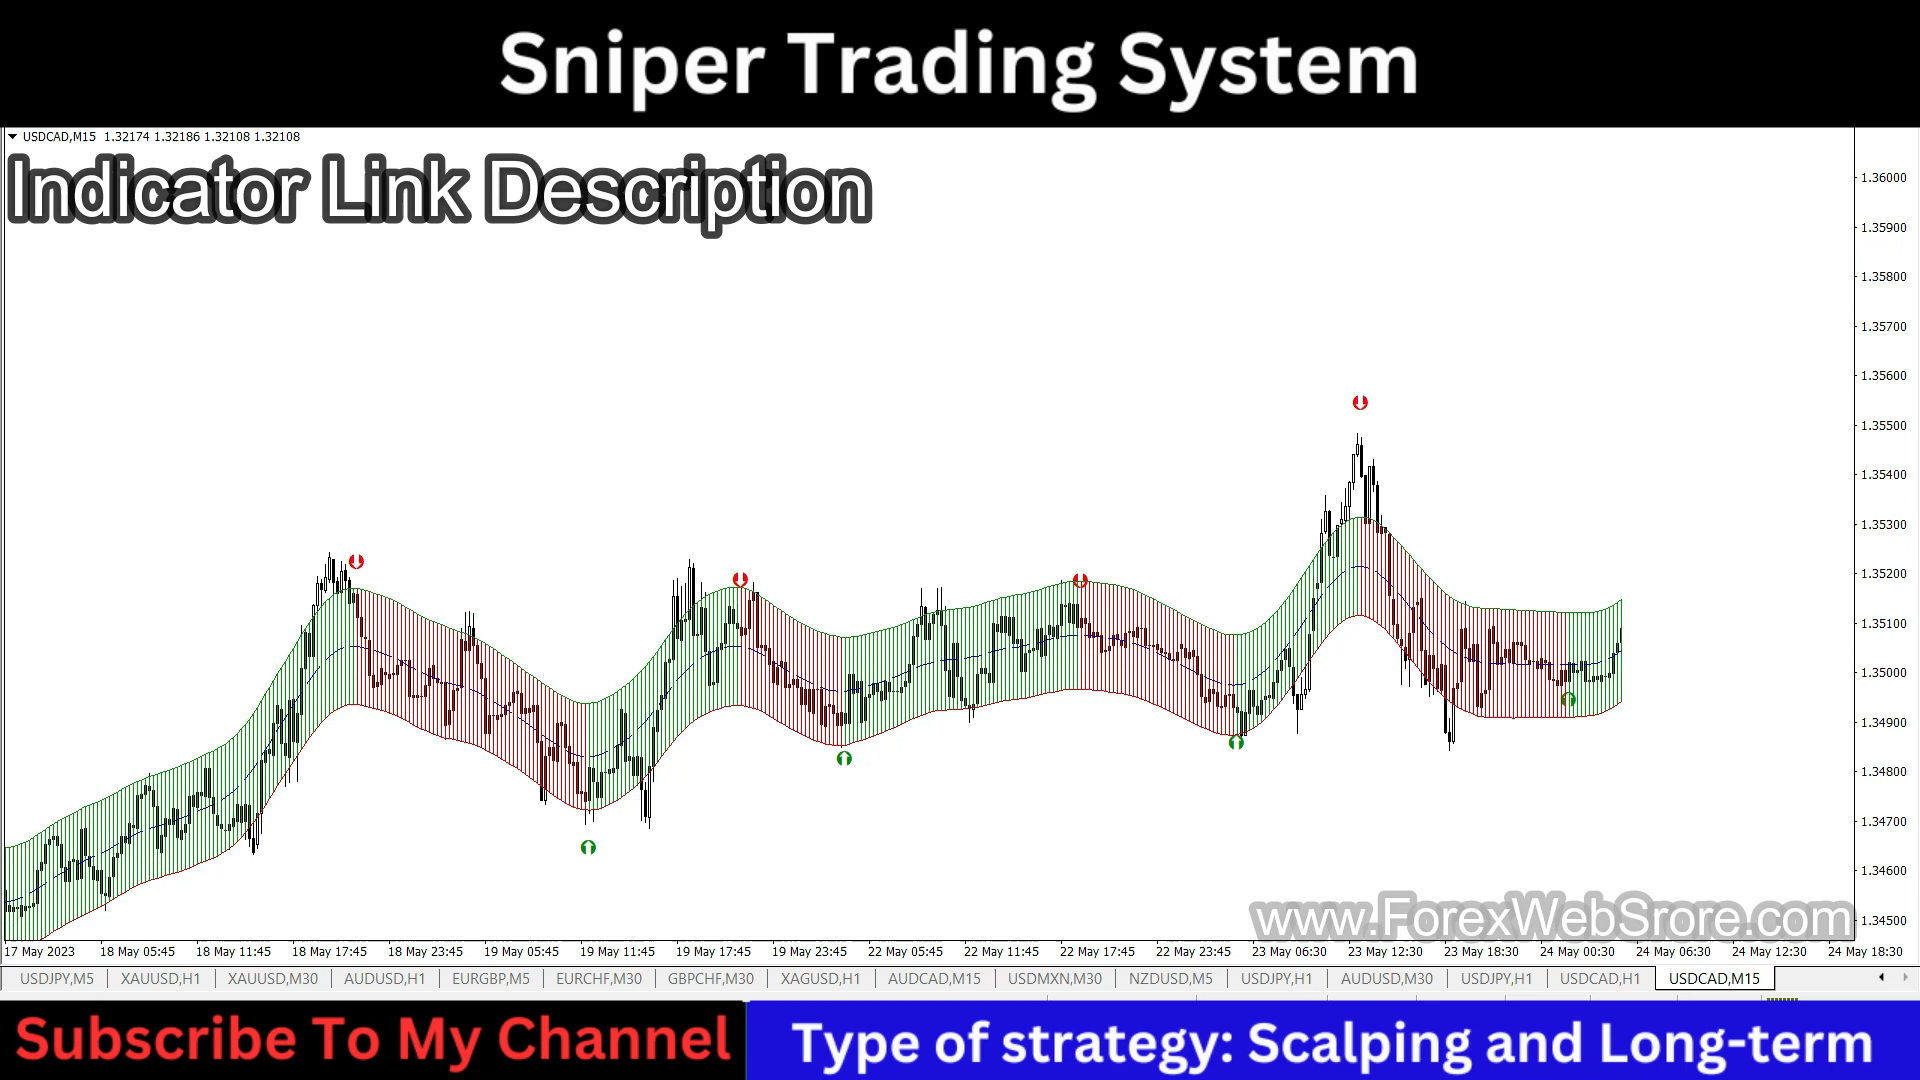 Sniper Trading System
USDCAD,M15 1.32174 1.32186 1.32108 1.32108
Indicator Link Description
1.36000
1.35900
1.35800
1.35700
1.35600
1.35500
1.35400
1.35300
1.35200
1.35100
1.35000
1.34900
1.34800
1.34700
1.34600
1.34500
www.ForexWebSrore.com
17 May 2023 18 May 05:45 18 May 11:45 18 May 17:45 18 May 23:45 19 May 05:45 19 May 11:45 19 May 17:45 19 May 23:45 22 May 05:45 22 May 11:45 22 May 17:45 22 May 23:45 23 May 06:30 23 May 12:30 23 May 18:30 24 May 00:30 24 May 06:30 24 May 12:30 24 May 18:30
USDJPY,M5 XAUUSD,H1 XAUUSD,M30 AUDUSD,H1 EURGBP,M5 EURCHF,M30 GBPCHF,M30 XAGUSD,H1 AUDCAD,M15 USDMXN,M30 NZDUSD,M5 USDJPY,H1 AUDUSD,M30 USDJPY,H1 USDCAD,H1 USDCAD,M15
Subscribe To My Channel
Type of strategy: Scalping and Long-term